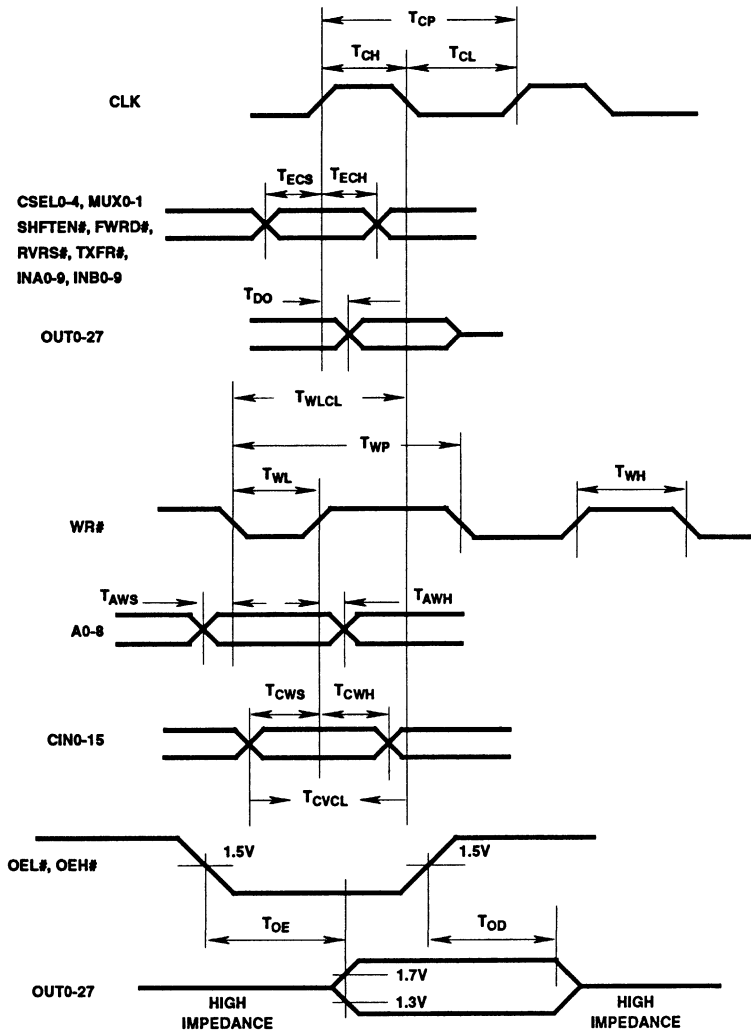 TCP
TCH TCL
CLK
TECS TECH
CSEL0-4, MUX0-1
SHFTEN#, FWRD#,
RVRS#, TXFR#,
INA0-9, INB0-9
TDO
OUT0-27
TWLCL
TWP
TWL TWH
WR#
TAWS TAWH
A0-8
TCWS TCWH
CIN0-15
TCVCL
OEL#, OEH# 1.5V 1.5V
TOE TOD
1.7V
OUT0-27
1.3V
HIGH HIGH
IMPEDANCE IMPEDANCE